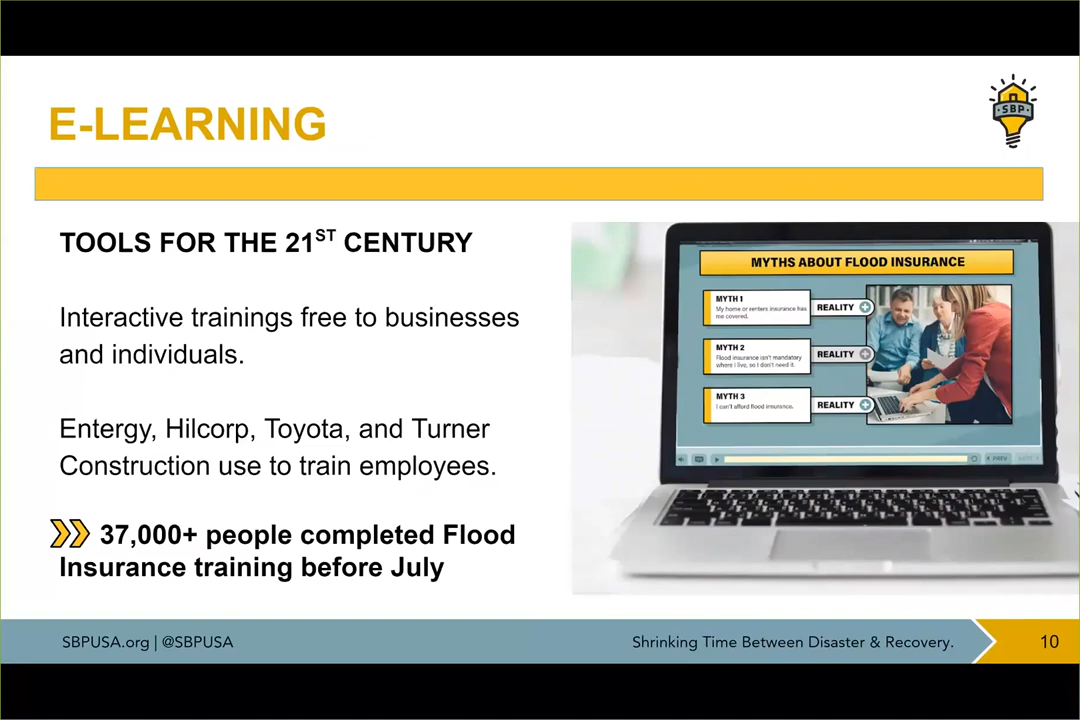 E-LEARNING
SBP
TOOLS FOR THE 21ST CENTURY
Interactive trainings free to businesses
and individuals.
Entergy, Hilcorp, Toyota, and Turner
Construction use to train employees.
37,000+ people completed Flood
Insurance training before July
MYTHS ABOUT FLOOD INSURANCE
MYTH 1
My home or renters insurance has
me covered.
REALITY
MYTH 2
Flood insurance isn't mandatory
where I live, so I don't need it.
REALITY
MYTH 3
I can't afford flood insurance.
REALITY
PREV
SBPUSA.org | @SBPUSA
Shrinking Time Between Disaster & Recovery.
10